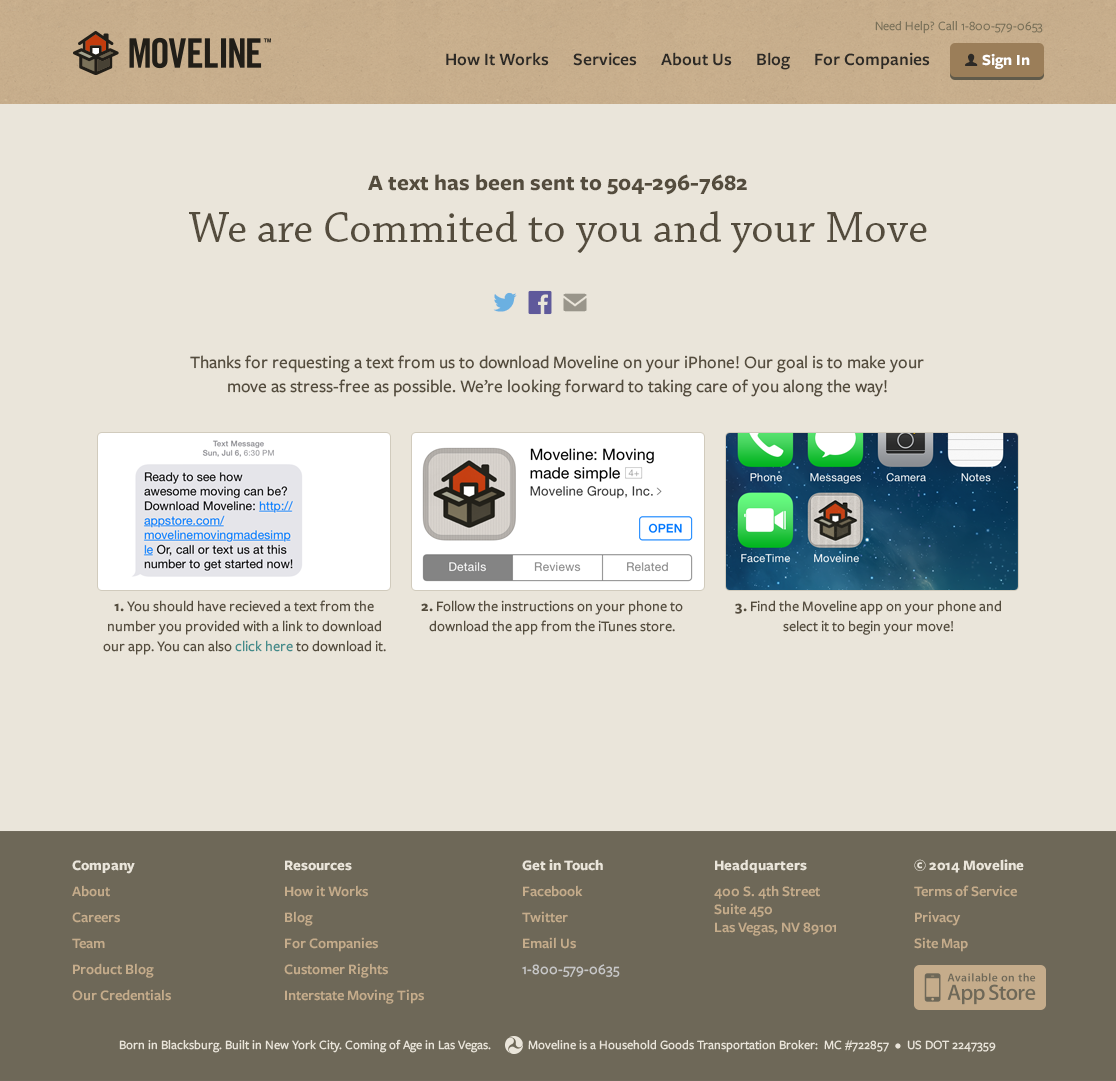 Need Help? Call 1-800-579-0653
MOVELINE™
How It Works Services About Us Blog For Companies Sign In
A text has been sent to 504-296-7682
We are Commited to you and your Move
Thanks for requesting a text from us to download Moveline on your iPhone! Our goal is to make your
move as stress-free as possible. We're looking forward to taking care of you along the way!
Text Message
Sun, Jul 6, 6:30 PM
Ready to see how
awesome moving can be?
Download Moveline: http://
appstore.com/
movelinemovingmadesimp
le Or, call or text us at this
number to get started now!
1. You should have recieved a text from the
number you provided with a link to download
our app. You can also click here to download it.
Moveline: Moving
made simple 4+
Moveline Group, Inc. >
OPEN
Details Reviews Related
2. Follow the instructions on your phone to
download the app from the iTunes store.
Phone Messages Camera Notes
FaceTime Moveline
3. Find the Moveline app on your phone and
select it to begin your move!
Company
About
Careers
Team
Product Blog
Our Credentials
Resources
How it Works
Blog
For Companies
Customer Rights
Interstate Moving Tips
Get in Touch
Facebook
Twitter
Email Us
1-800-579-0635
Headquarters
400 S. 4th Street
Suite 450
Las Vegas, NV 89101
© 2014 Moveline
Terms of Service
Privacy
Site Map
Available on the
App Store
Born in Blacksburg. Built in New York City. Coming of Age in Las Vegas. Moveline is a Household Goods Transportation Broker: MC #722857 • US DOT 2247359